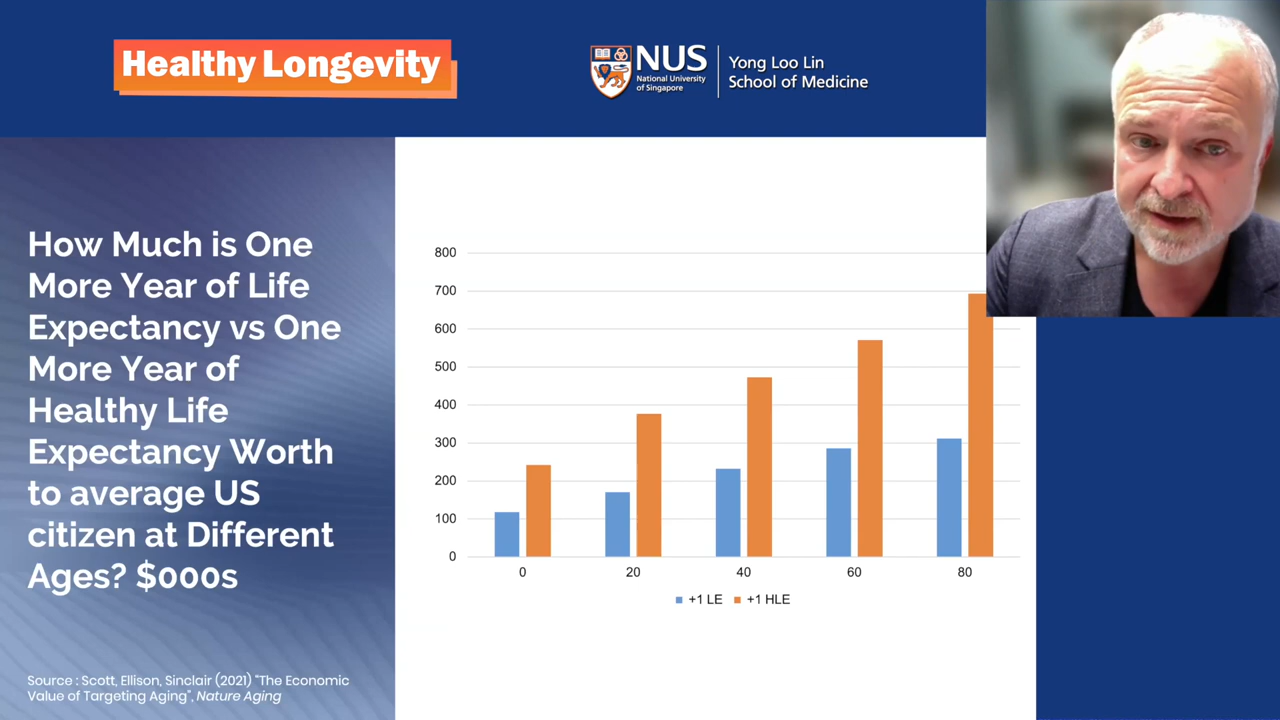 Healthy Longevity
NUS
National University
of Singapore
Yong Loo Lin
School of Medicine
How Much is One
More Year of Life
Expectancy vs One
More Year of
Healthy Life
Expectancy Worth
to average US
citizen at Different
Ages? $000s
Source : Scott, Ellison, Sinclair (2021) "The Economic
Value of Targeting Aging", Nature Aging
800
700
600
500
400
300
200
100
0
0 20 40 60 80
+1 LE +1 HLE